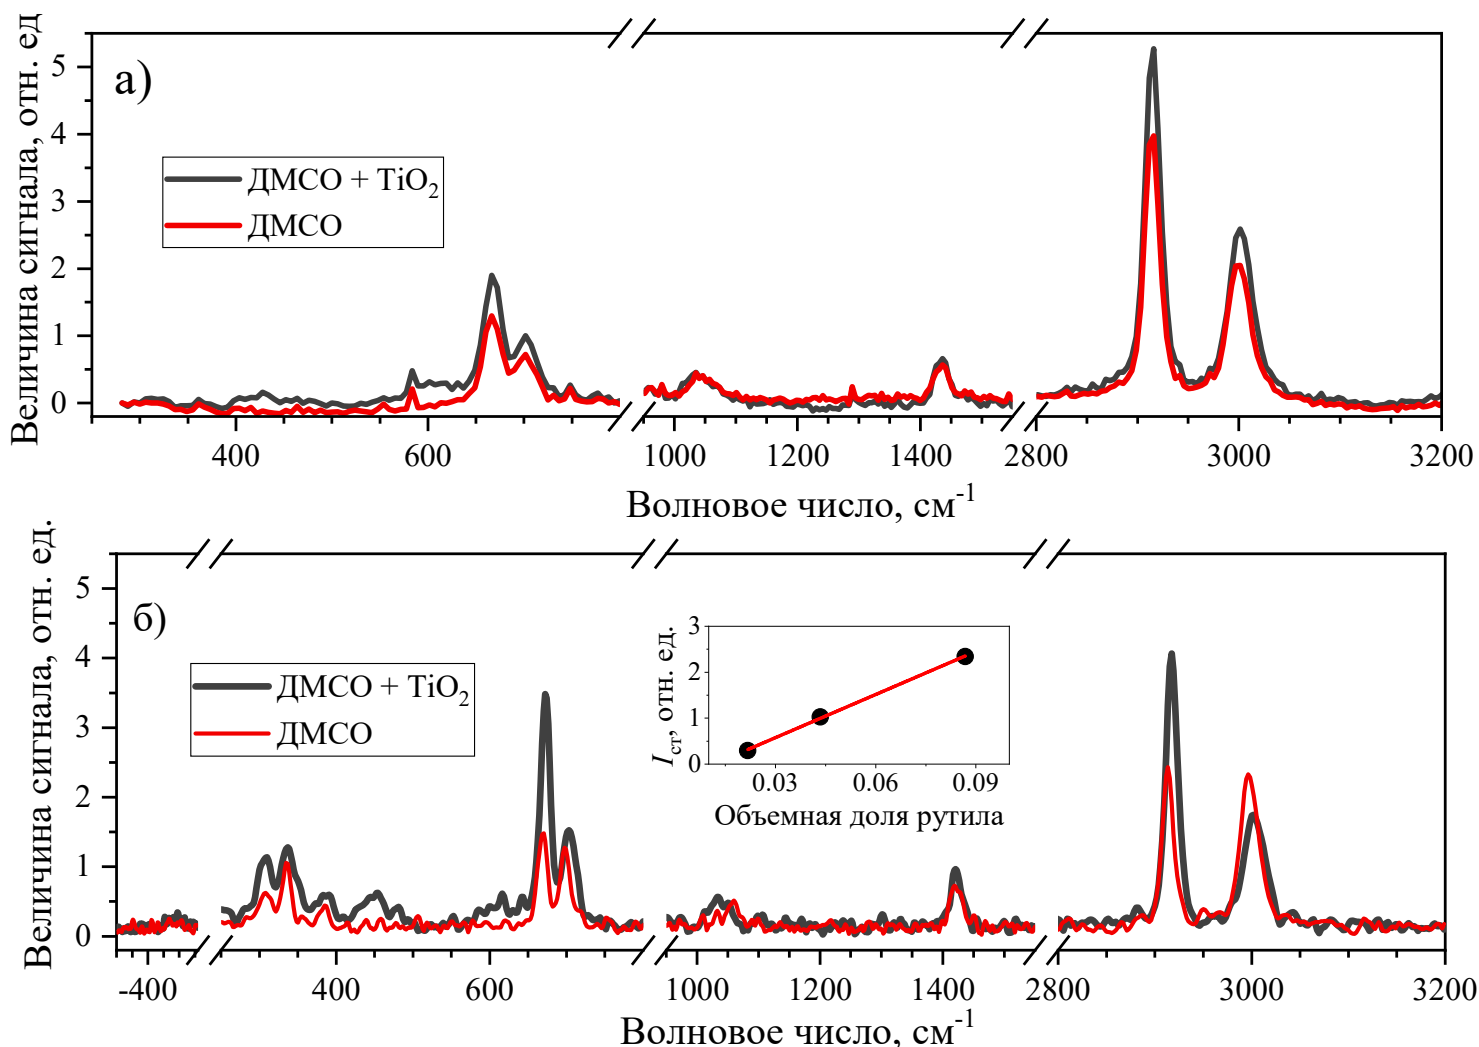 Величина сигнала, отн. ед
а)
5
4
3
2
1
0
ДМСО + TiO₂
ДМСО
400 600 1000 1200 1400 2800 3000 3200
Волновое число, см⁻¹
Величина сигнала, отн. ед.
б)
5
4
3
2
1
0
ДМСО + TiO₂
ДМСО
Iст, отн. ед.
3
2
1
0
0.03 0.06 0.09
Объемная доля рутила
-400 400 600 1000 1200 1400 2800 3000 3200
Волновое число, см⁻¹